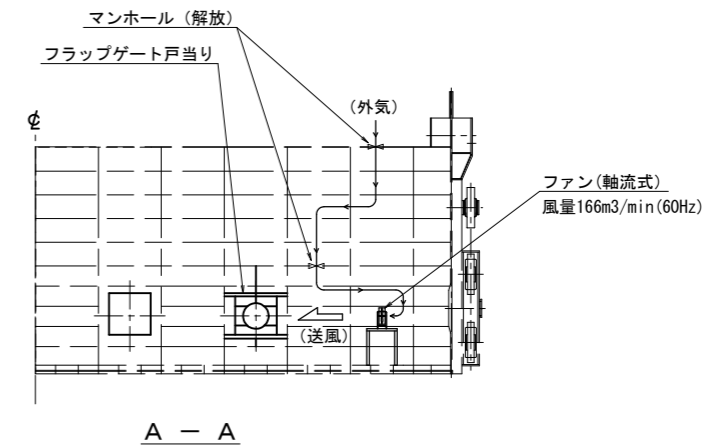 マンホール（解放）
フラップゲート戸当り
(外気)
℄
ファン(軸流式)
風量166m3/min(60Hz)
(送風)
A － A